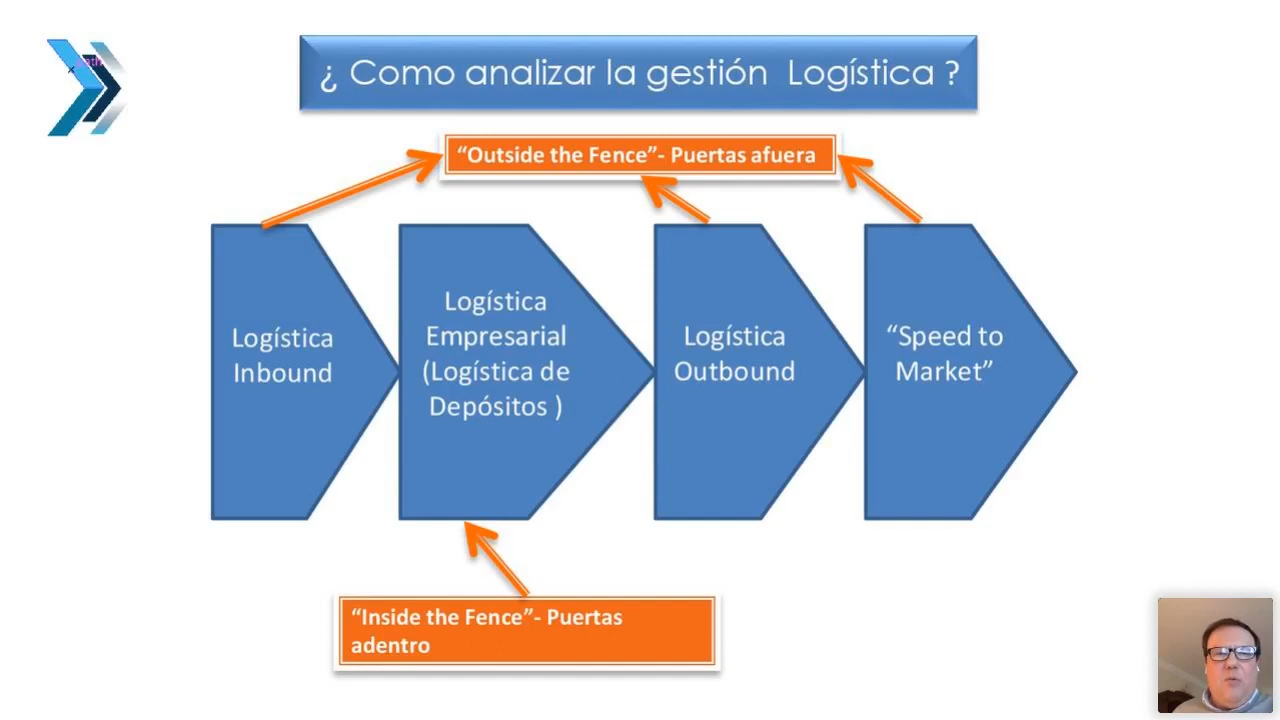 ¿ Como analizar la gestión Logística ?
“Outside the Fence”- Puertas afuera
Logística
Inbound
Logística
Empresarial
(Logística de
Depósitos )
Logística
Outbound
“Speed to
Market”
“Inside the Fence”- Puertas
adentro